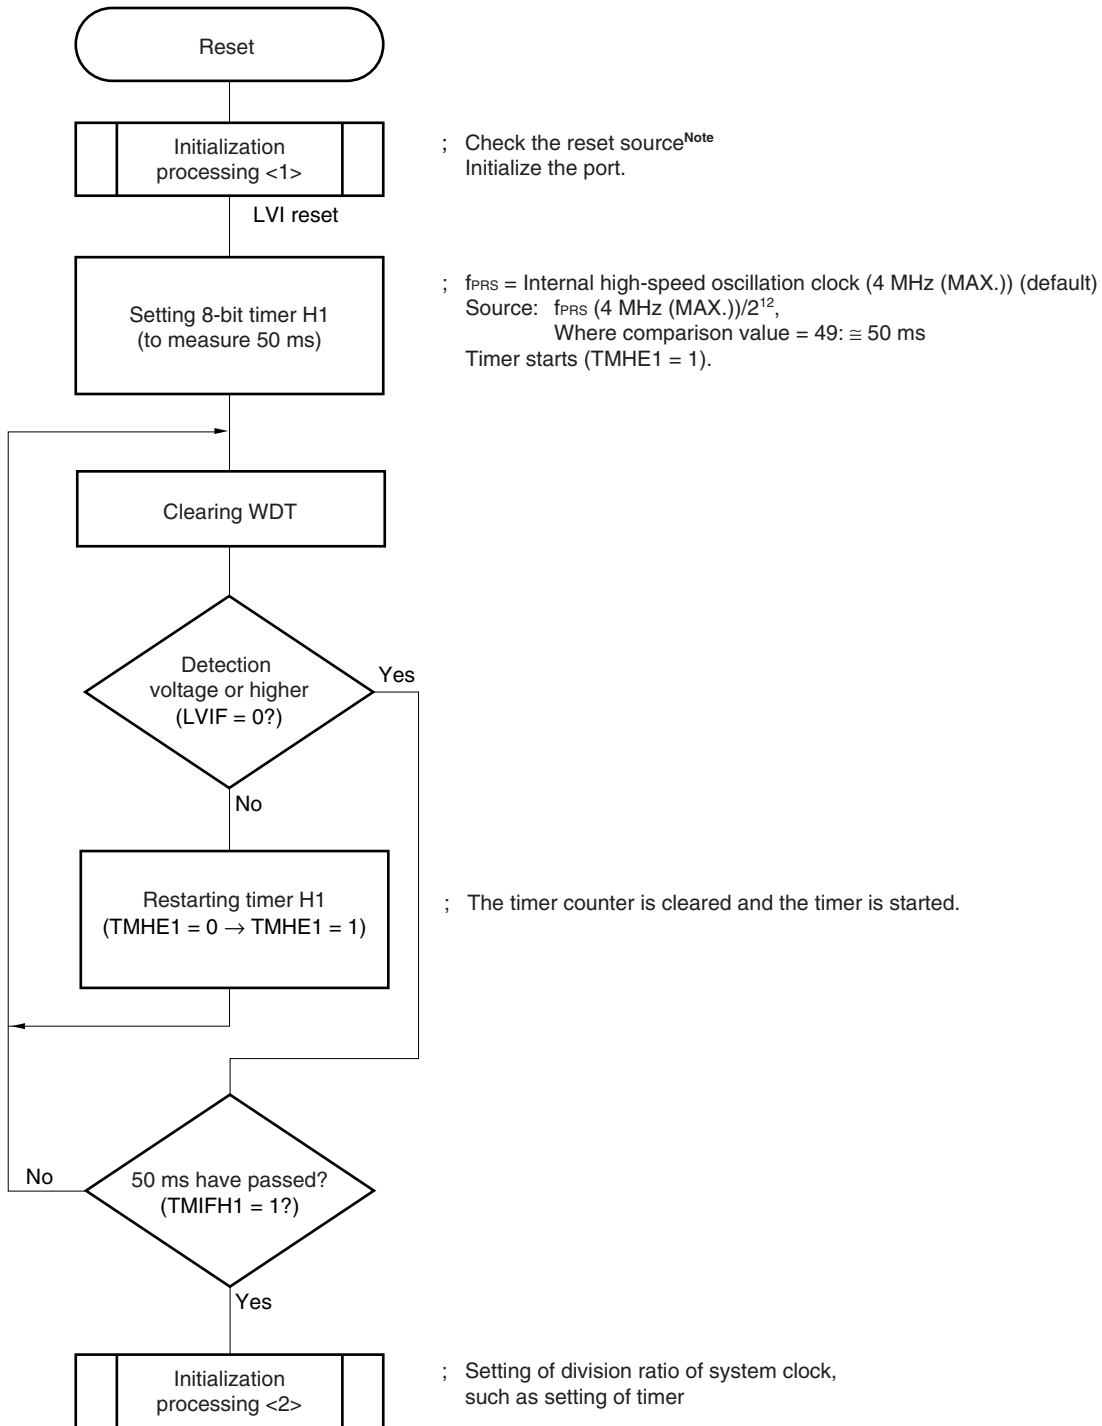 Reset
Initialization
processing <1>
; Check the reset sourceNote
Initialize the port.
LVI reset
Setting 8-bit timer H1
(to measure 50 ms)
; fPRS = Internal high-speed oscillation clock (4 MHz (MAX.)) (default)
Source: fPRS (4 MHz (MAX.))/2¹²,
Where comparison value = 49: ≅ 50 ms
Timer starts (TMHE1 = 1).
Clearing WDT
Detection
voltage or higher
(LVIF = 0?)
Yes
No
Restarting timer H1
(TMHE1 = 0 → TMHE1 = 1)
; The timer counter is cleared and the timer is started.
50 ms have passed?
(TMIFH1 = 1?)
No
Yes
Initialization
processing <2>
; Setting of division ratio of system clock,
such as setting of timer